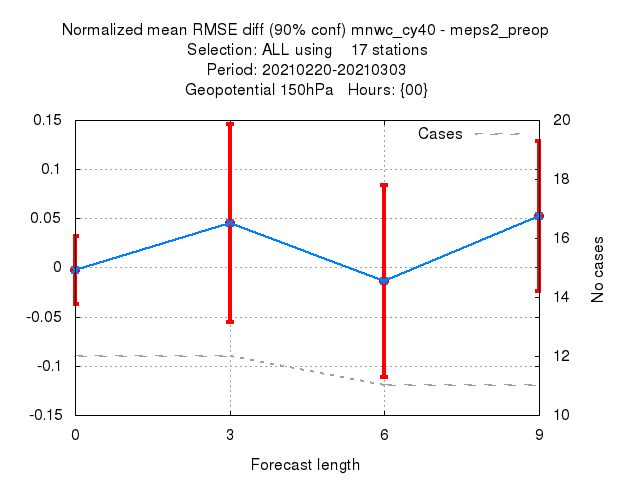 Normalized mean RMSE diff (90% conf) mnwc_cy40 - meps2_preop
Selection: ALL using    17 stations
Period: 20210220-20210303
Geopotential 150hPa   Hours: {00}
Cases
0.15
0.1
0.05
0
-0.05
-0.1
-0.15
20
18
16
14
12
10
No cases
0 3 6 9
Forecast length